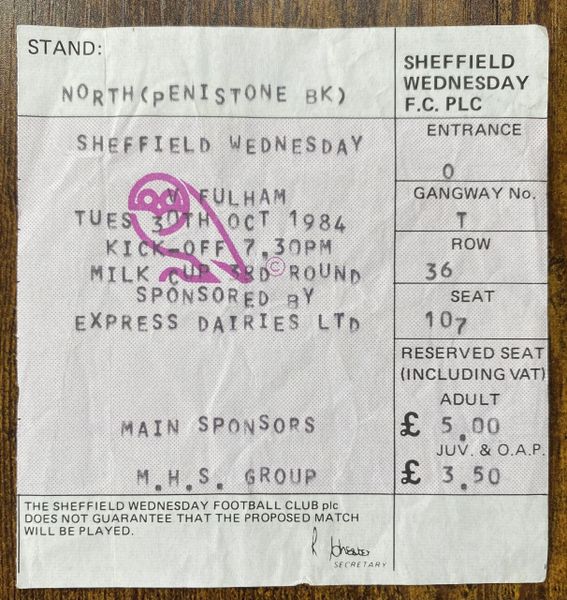 STAND:
NORTH(PENISTONE BK)
SHEFFIELD WEDNESDAY
V FULHAM
TUES 30TH OCT 1984
KICK-OFF 7.30PM
MILK CUP 3RD ROUND
©
SPONSORED BY
EXPRESS DAIRIES LTD
MAIN SPONSORS
M.H.S. GROUP
THE SHEFFIELD WEDNESDAY FOOTBALL CLUB plc
DOES NOT GUARANTEE THAT THE PROPOSED MATCH
WILL BE PLAYED.
SECRETARY
SHEFFIELD
WEDNESDAY
F.C. PLC
ENTRANCE
O
GANGWAY No.
T
ROW
36
SEAT
107
RESERVED SEAT
(INCLUDING VAT)
ADULT
£ 5.00
JUV. & O.A.P.
£ 3.50